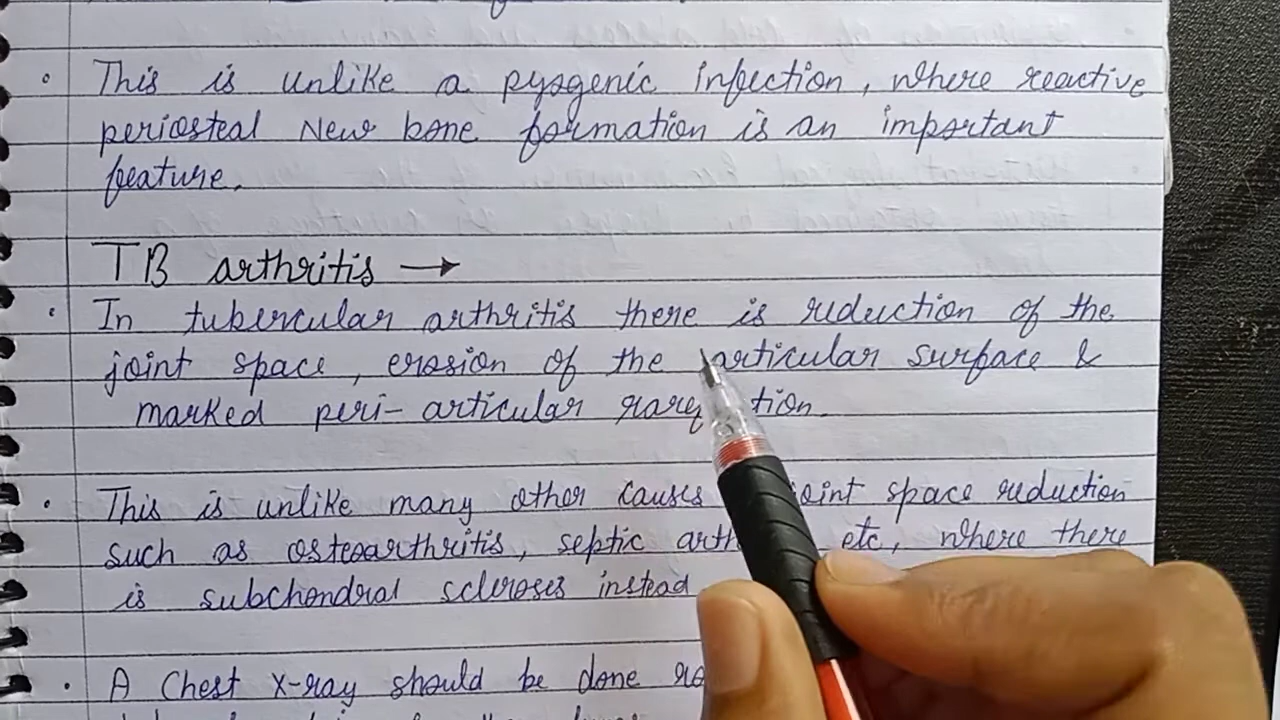 This is unlike a pyogenic infection, where reactive
periosteal New bone formation is an important
feature.
TB arthritis →
In tubercular arthritis there is reduction of the
joint space, erosion of the articular surface &
marked peri-articular
This is unlike many other causes joint space reduction
such as osteoarthritis, septic etc, where there
is subchondral scleroses instead
A Chest X-ray should be done